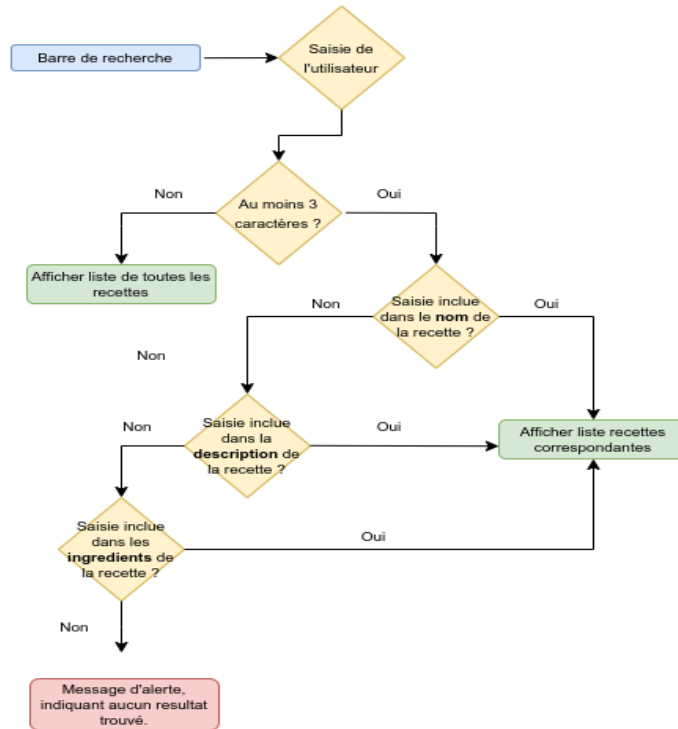 Barre de recherche
Saisie de
l'utilisateur
Non
Oui
Au moins 3
caractères ?
Afficher liste de toutes les
recettes
Saisie inclue
dans le nom de
la recette ?
Non
Oui
Non
Saisie inclue
dans la
description de
la recette ?
Non
Oui
Afficher liste recettes
correspondantes
Saisie inclue
dans les
ingredients de
la recette ?
Oui
Non
Message d'alerte,
indiquant aucun resultat
trouvé.